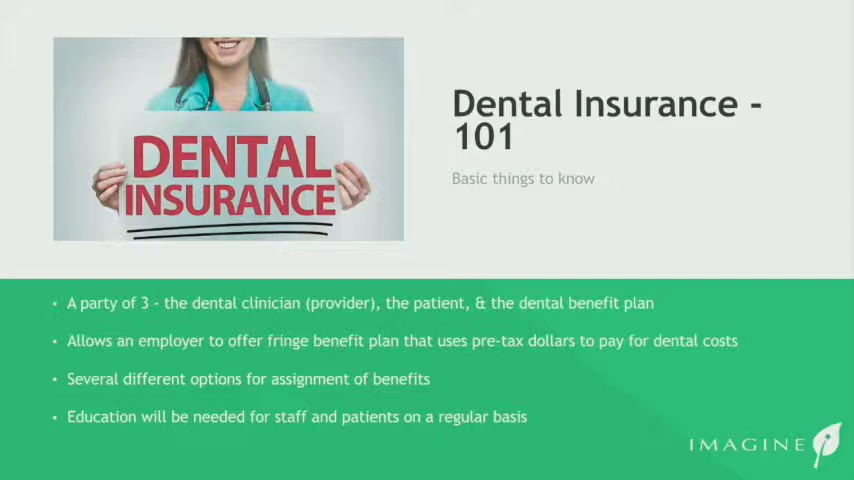 DENTAL
INSURANCE
Dental Insurance -
101
Basic things to know
• A party of 3 - the dental clinician (provider), the patient, & the dental benefit plan
• Allows an employer to offer fringe benefit plan that uses pre-tax dollars to pay for dental costs
• Several different options for assignment of benefits
• Education will be needed for staff and patients on a regular basis
IMAGINE